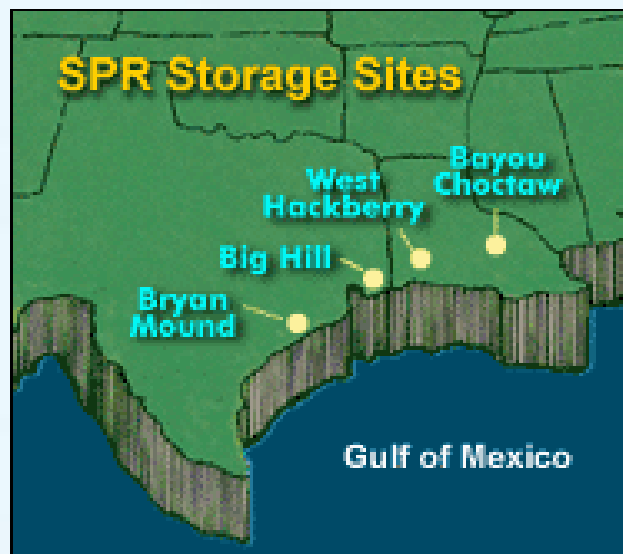 SPR Storage Sites
Bayou
Choctaw
West
Hackberry
Big Hill
Bryan
Mound
Gulf of Mexico